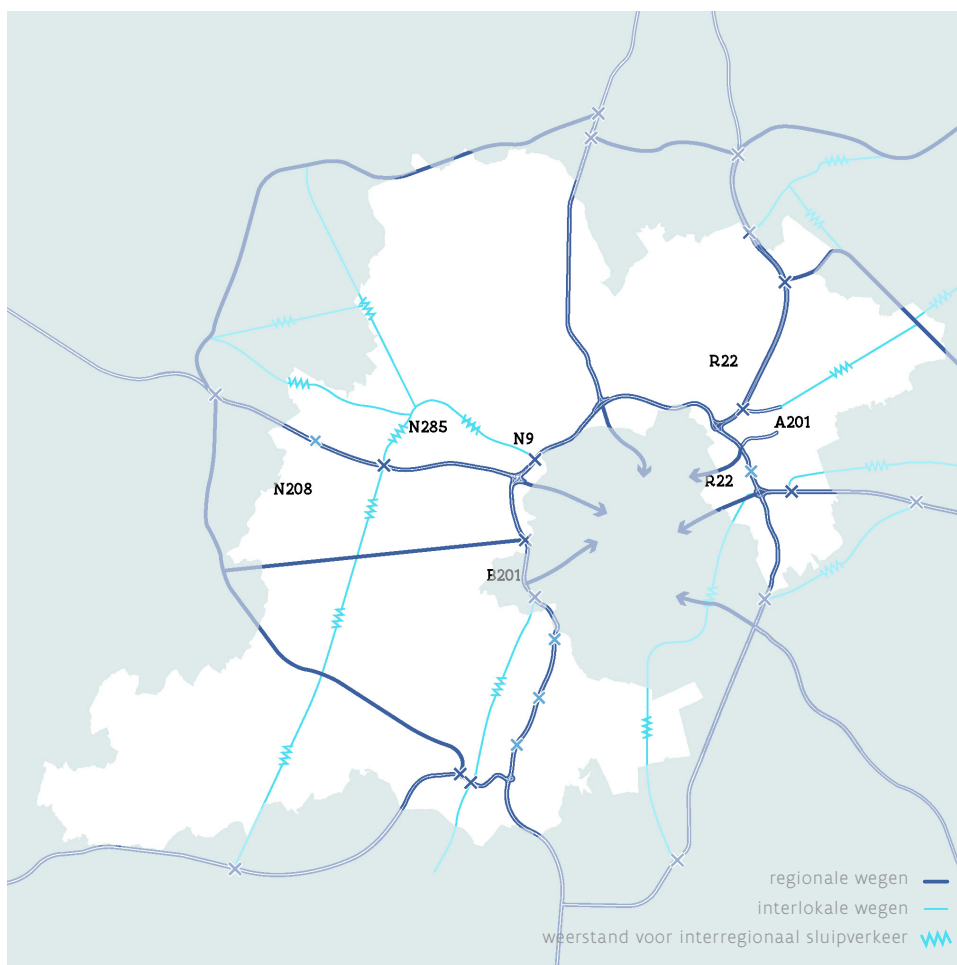 R22
A201
N285
N9
R22
N208
B201
regionale wegen
interlokale wegen
weerstand voor interregionaal sluipverkeer